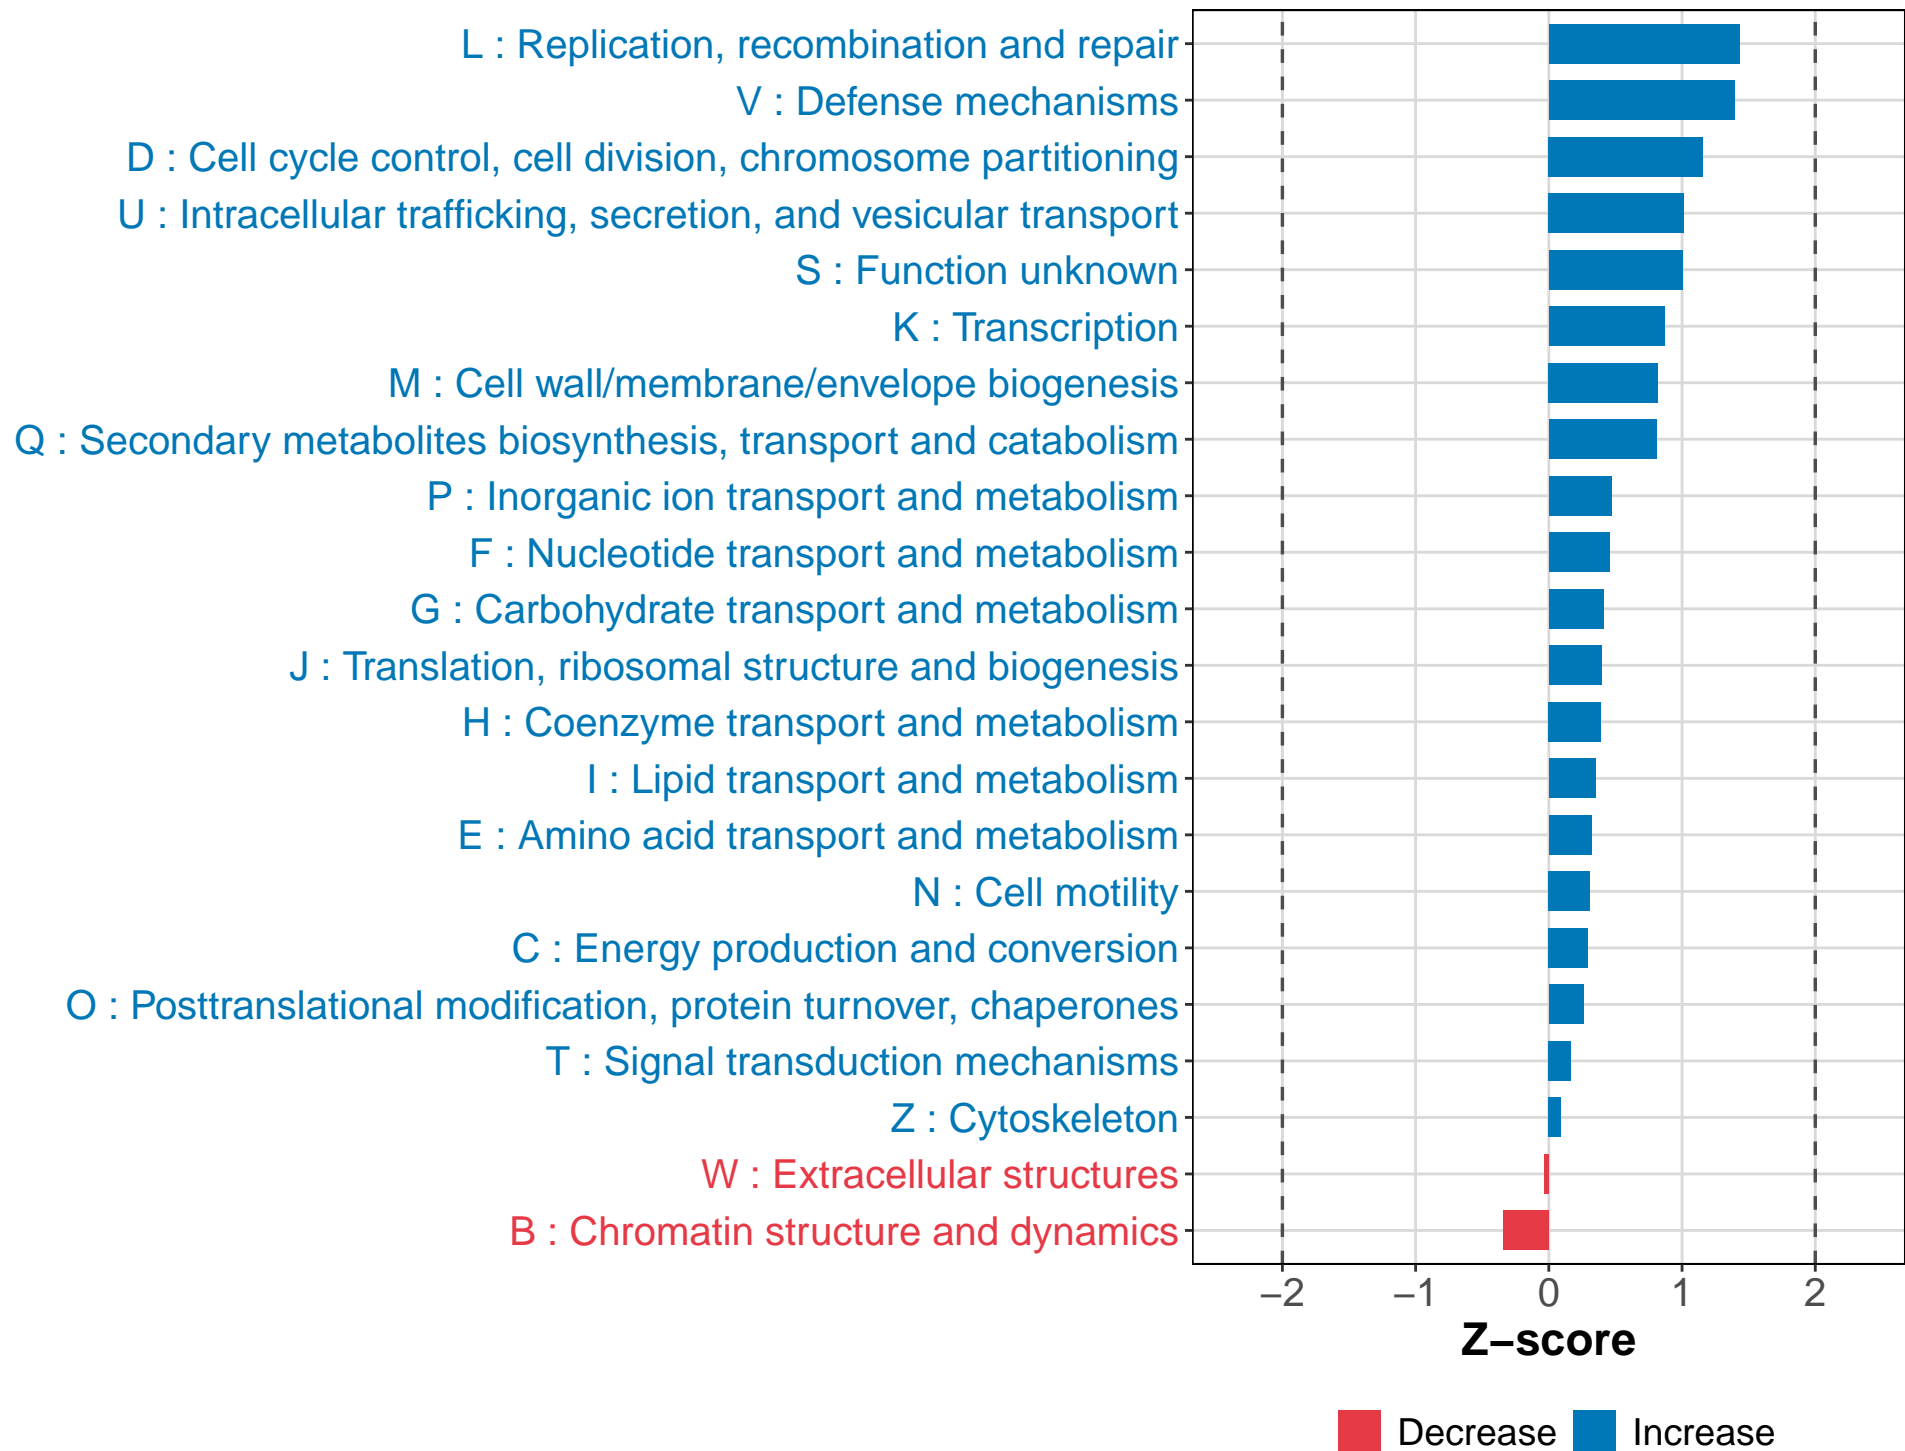 L : Replication, recombination and repair
V : Defense mechanisms
D : Cell cycle control, cell division, chromosome partitioning
U : Intracellular trafficking, secretion, and vesicular transport
S : Function unknown
K : Transcription
M : Cell wall/membrane/envelope biogenesis
Q : Secondary metabolites biosynthesis, transport and catabolism
P : Inorganic ion transport and metabolism
F : Nucleotide transport and metabolism
G : Carbohydrate transport and metabolism
J : Translation, ribosomal structure and biogenesis
H : Coenzyme transport and metabolism
I : Lipid transport and metabolism
E : Amino acid transport and metabolism
N : Cell motility
C : Energy production and conversion
O : Posttranslational modification, protein turnover, chaperones
T : Signal transduction mechanisms
Z : Cytoskeleton
W : Extracellular structures
B : Chromatin structure and dynamics
−2 −1 0 1 2
Z−score
Decrease Increase